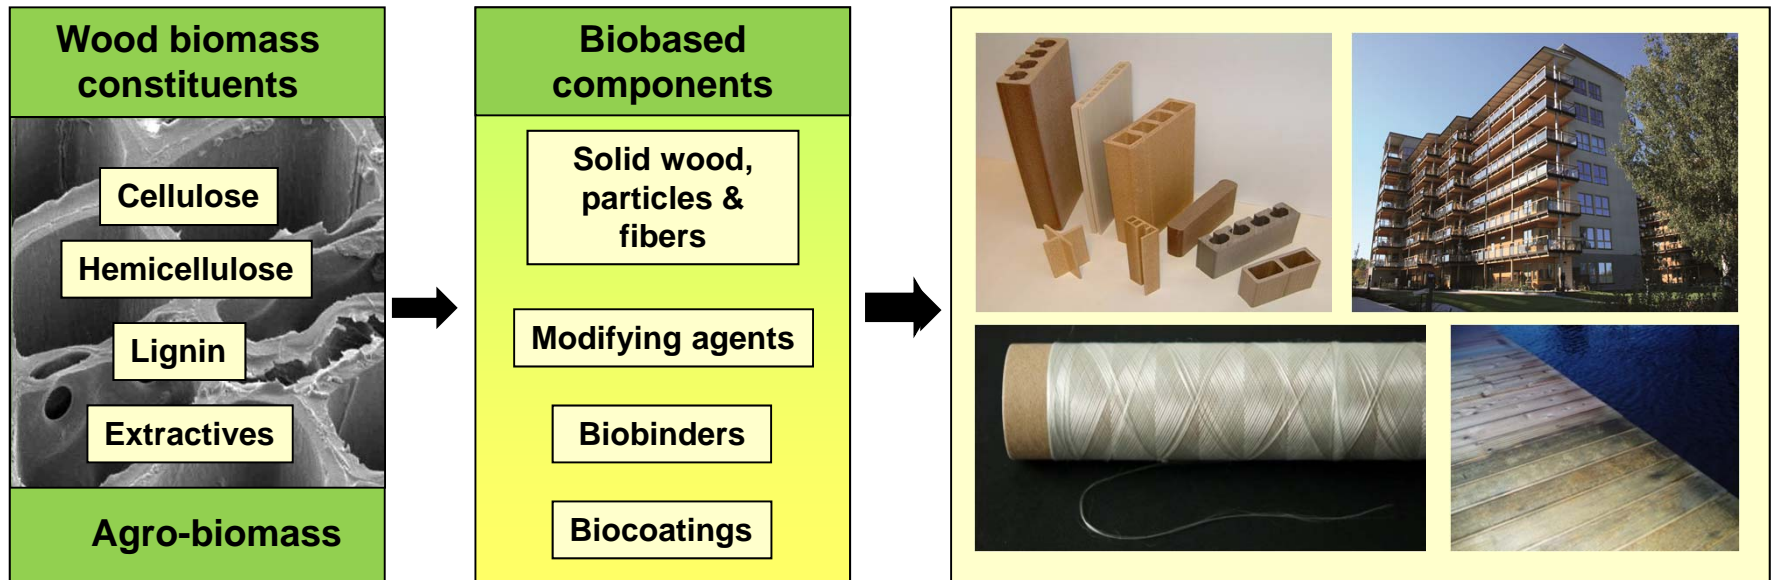 Wood biomass
constituents
Cellulose
Hemicellulose
Lignin
Extractives
Agro-biomass
Biobased
components
Solid wood,
particles &
fibers
Modifying agents
Biobinders
Biocoatings